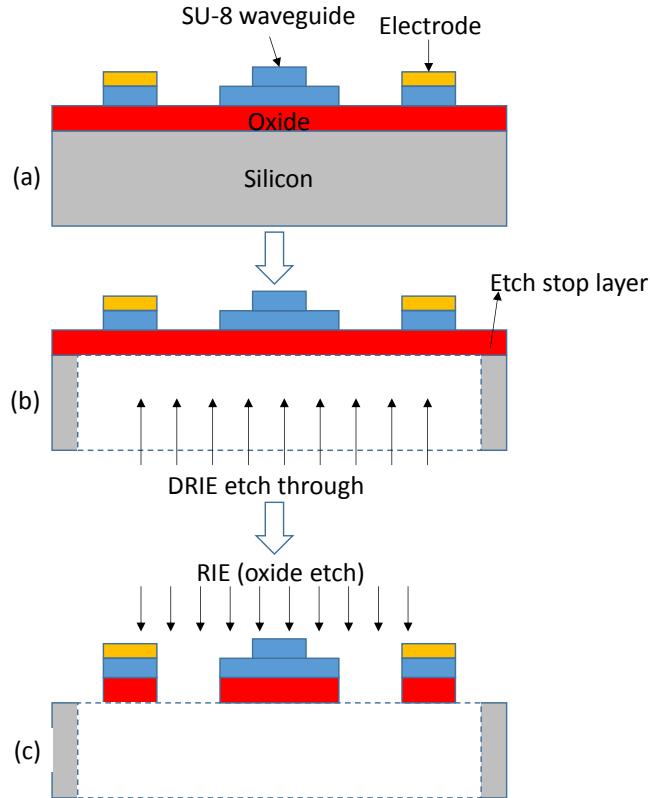 SU-8 waveguide
Electrode
Oxide
(a)
Silicon
Etch stop layer
(b)
DRIE etch through
RIE (oxide etch)
(c)